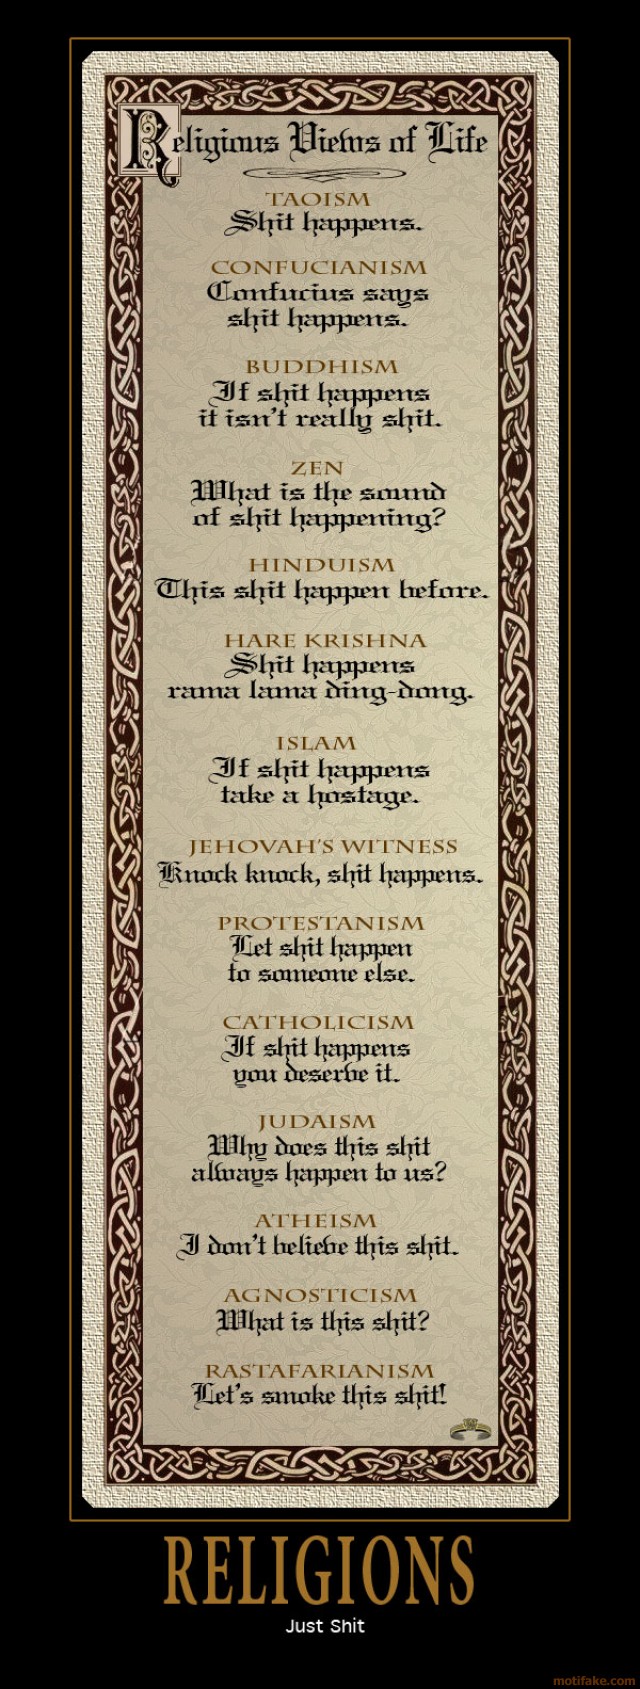 Religious Views of Life
TAOISM
Shit happens.
CONFUCIANISM
Confucius says
shit happens.
BUDDHISM
If shit happens
it isn't really shit.
ZEN
What is the sound
of shit happening?
HINDUISM
This shit happen before.
HARE KRISHNA
Shit happens
rama lama ding-dong.
ISLAM
If shit happens
take a hostage.
JEHOVAH'S WITNESS
Knock knock, shit happens.
PROTESTANISM
Let shit happen
to someone else.
CATHOLICISM
If shit happens
you deserve it.
JUDAISM
Why does this shit
always happen to us?
ATHEISM
I don't believe this shit.
AGNOSTICISM
What is this shit?
RASTAFARIANISM
Let's smoke this shit!
RELIGIONS
Just Shit
motifake.com